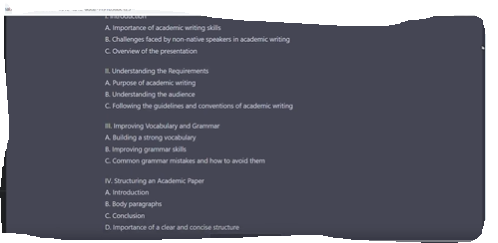 I. Introduction
A. Importance of academic writing skills
B. Challenges faced by non-native speakers in academic writing
C. Overview of the presentation
II. Understanding the Requirements
A. Purpose of academic writing
B. Understanding the audience
C. Following the guidelines and conventions of academic writing
III. Improving Vocabulary and Grammar
A. Building a strong vocabulary
B. Improving grammar skills
C. Common grammar mistakes and how to avoid them
IV. Structuring an Academic Paper
A. Introduction
B. Body paragraphs
C. Conclusion
D. Importance of a clear and concise structure